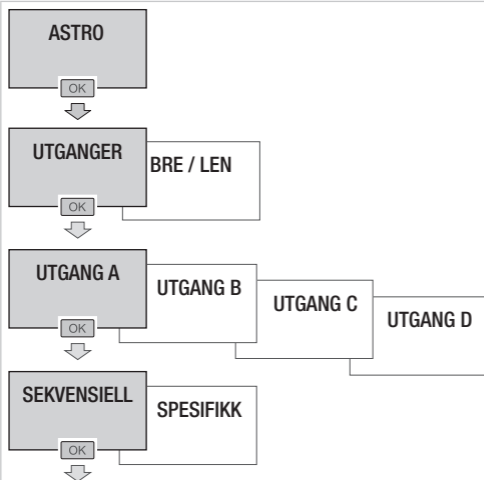 ASTRO
OK
UTGANGER
BRE / LEN
OK
UTGANG A
UTGANG B
UTGANG C
UTGANG D
OK
SEKVENSIELL
SPESIFIKK
OK